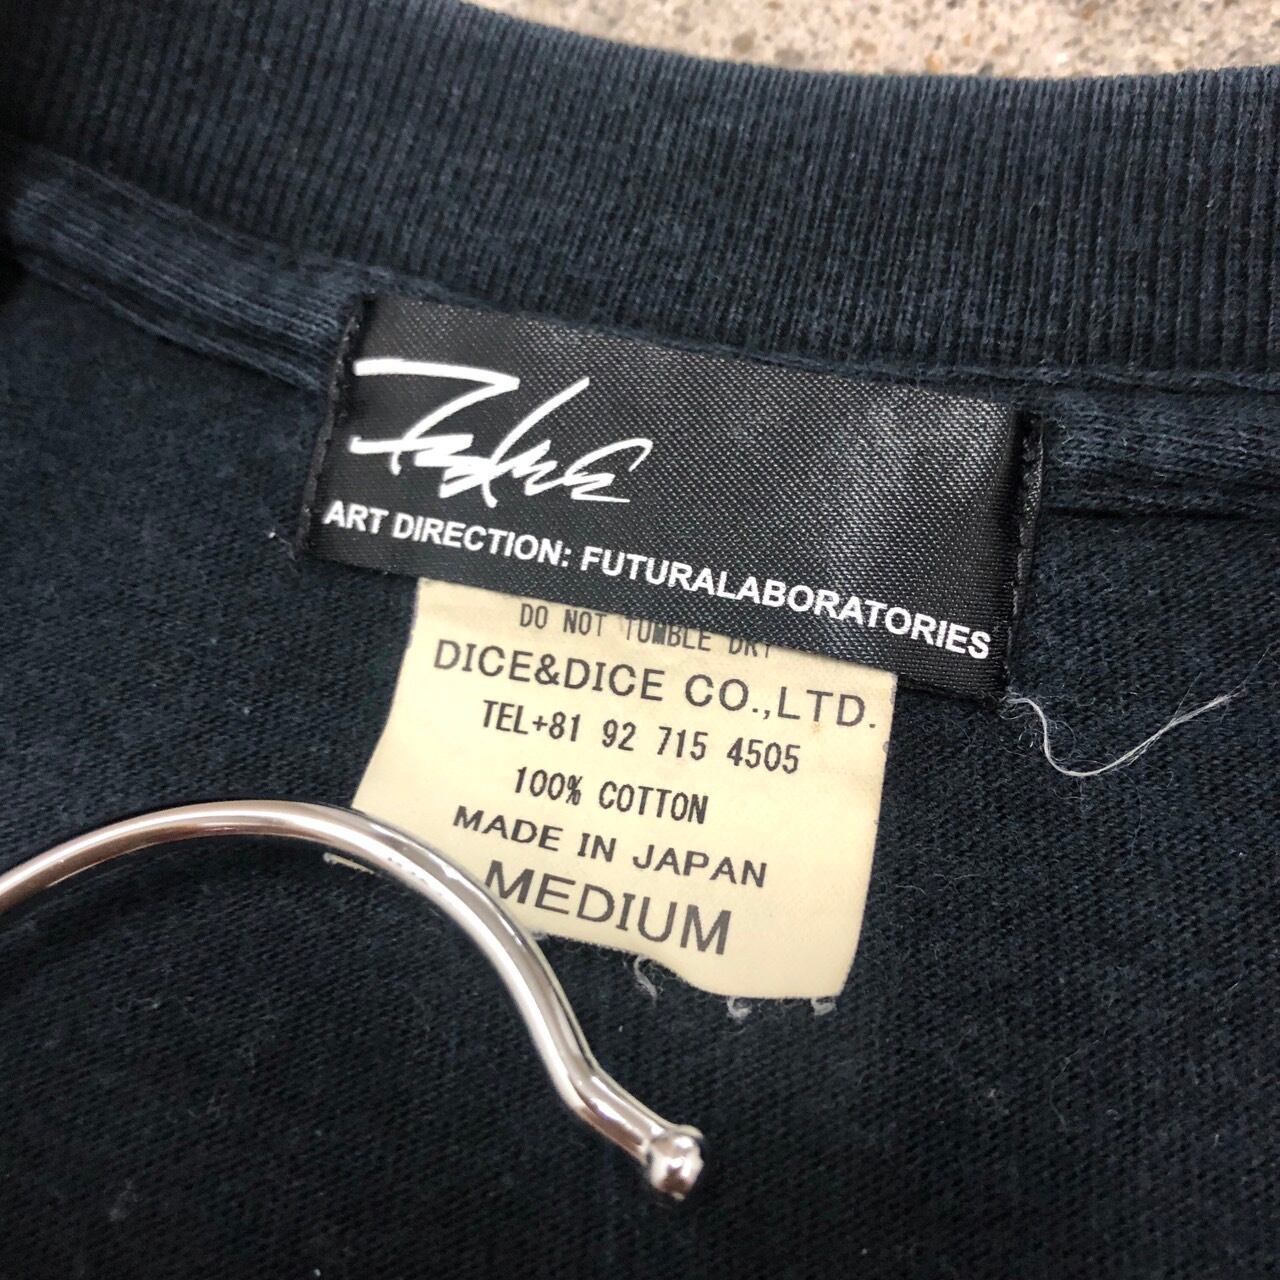 Futura
ART DIRECTION: FUTURALABORATORIES
DO NOT TUMBLE DRY
DICE&DICE CO.,LTD.
TEL+81 92 715 4505
100% COTTON
MADE IN JAPAN
MEDIUM